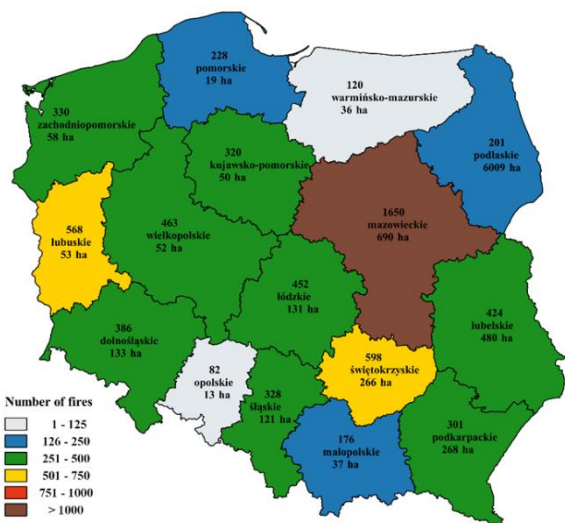 228
pomorskie
19 ha
120
warmińsko-mazurskie
36 ha
330
zachodniopomorskie
58 ha
320
kujawsko-pomorskie
50 ha
201
podlaskie
6009 ha
1650
mazowieckie
690 ha
568
lubuskie
53 ha
463
wielkopolskie
52 ha
452
łódzkie
131 ha
424
lubelskie
480 ha
386
dolnośląskie
133 ha
598
świętokrzyskie
266 ha
82
opolskie
13 ha
328
śląskie
121 ha
301
podkarpackie
268 ha
176
małopolskie
37 ha
Number of fires
1 - 125
126 - 250
251 - 500
501 - 750
751 - 1000
> 1000